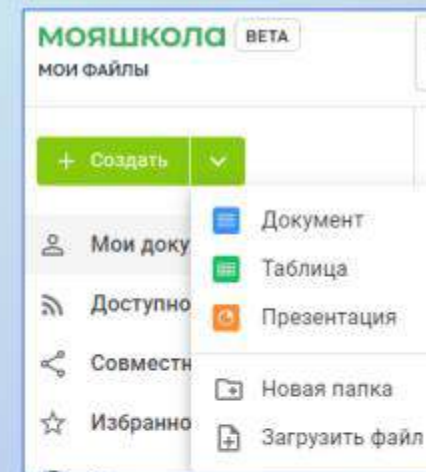 МОЯШКОЛА BETA
МОИ ФАЙЛЫ
+ Создать
Документ
Мои доку
Таблица
Доступно
Презентация
Совместн
Новая папка
Избранно
Загрузить файл